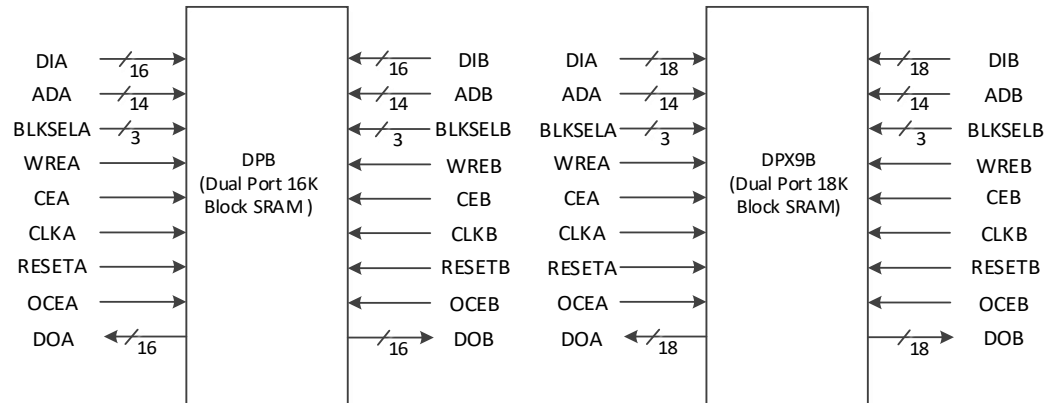 DIA 16 16 DIB DIA 18 18 DIB
ADA 14 14 ADB ADA 14 14 ADB
BLKSELA 3 3 BLKSELB BLKSELA 3 3 BLKSELB
WREA DPB WREB WREA DPX9B WREB
(Dual Port 16K (Dual Port 18K
CEA Block SRAM ) CEB CEA Block SRAM) CEB
CLKA CLKB CLKA CLKB
RESETA RESETB RESETA RESETB
OCEA OCEB OCEA OCEB
DOA 16 16 DOB DOA 18 18 DOB